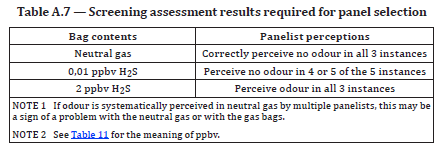 Table A.7 — Screening assessment results required for panel selection
Bag contents Panelist perceptions
Neutral gas Correctly perceive no odour in all 3 instances
0,01 ppbv H2S Perceive no odour in 4 or 5 of the 5 instances
2 ppbv H2S Perceive odour in all 3 instances
NOTE 1 If odour is systematically perceived in neutral gas by multiple panelists, this may be
a sign of a problem with the neutral gas or with the gas bags.
NOTE 2 See Table 11 for the meaning of ppbv.